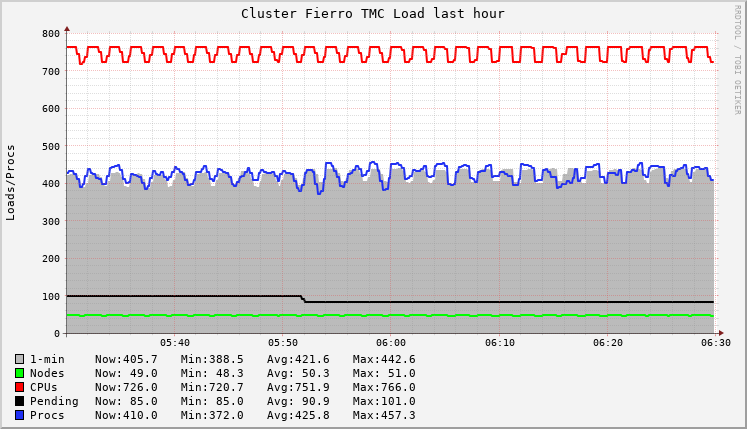 Cluster Fierro TMC Load last hour
RRDTOOL / TOBI OETIKER
Loads/Procs
800
700
600
500
400
300
200
100
0
05:40 05:50 06:00 06:10 06:20 06:30
1-min Now:405.7 Min:388.5 Avg:421.6 Max:442.6
Nodes Now: 49.0 Min: 48.3 Avg: 50.3 Max: 51.0
CPUs Now:726.0 Min:720.7 Avg:751.9 Max:766.0
Pending Now: 85.0 Min: 85.0 Avg: 90.9 Max:101.0
Procs Now:410.0 Min:372.0 Avg:425.8 Max:457.3